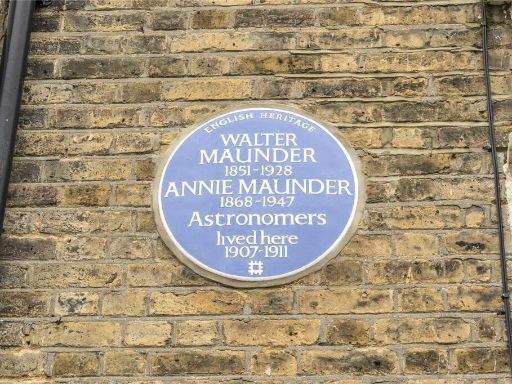 ENGLISH HERITAGE
WALTER
MAUNDER
1851-1928
ANNIE MAUNDER
1868-1947
Astronomers
lived here
1907-1911